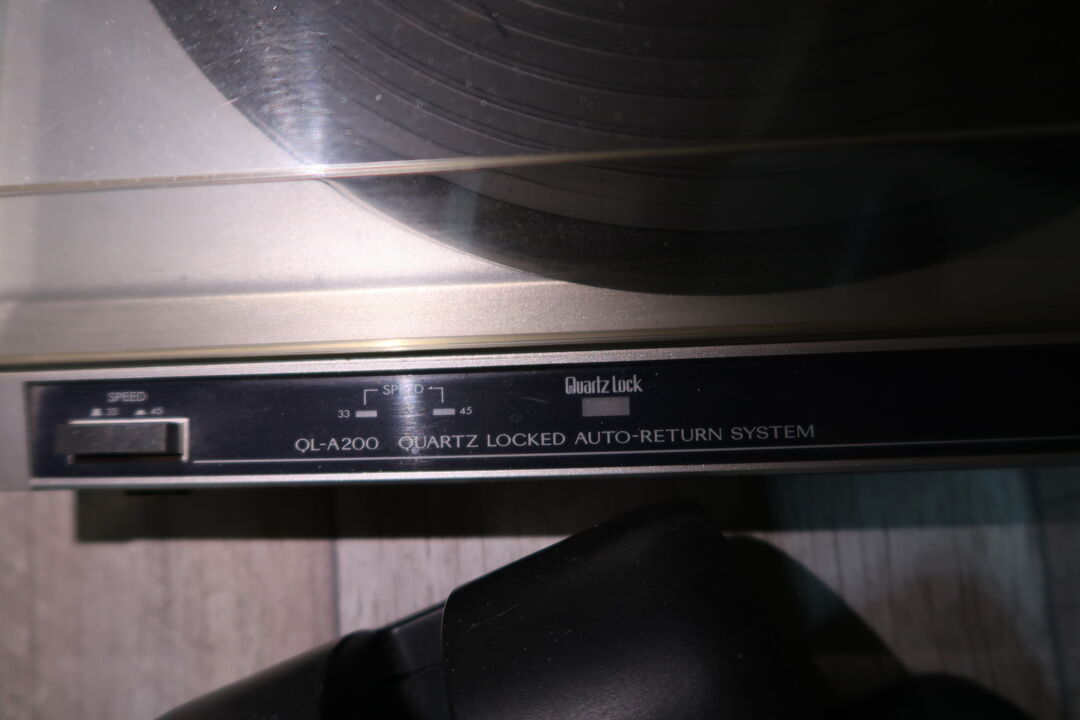 SPEED
33 45
SPEED
33 45
Quartz Lock
QL-A200 QUARTZ LOCKED AUTO-RETURN SYSTEM